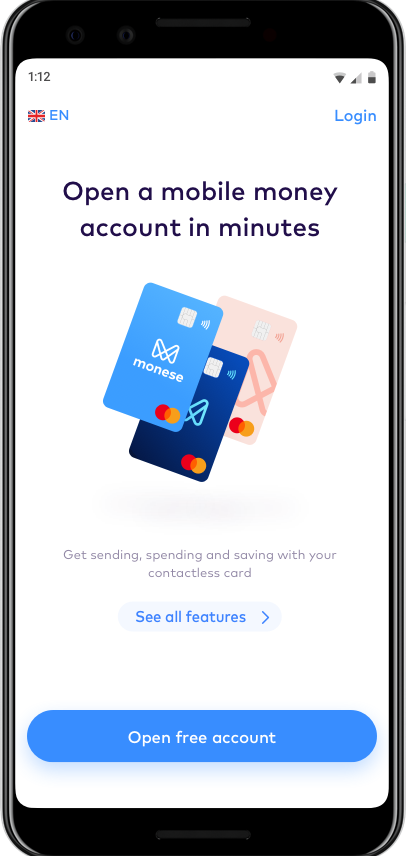 1:12
EN
Login
Open a mobile money
account in minutes
monese
Get sending, spending and saving with your
contactless card
See all features
Open free account